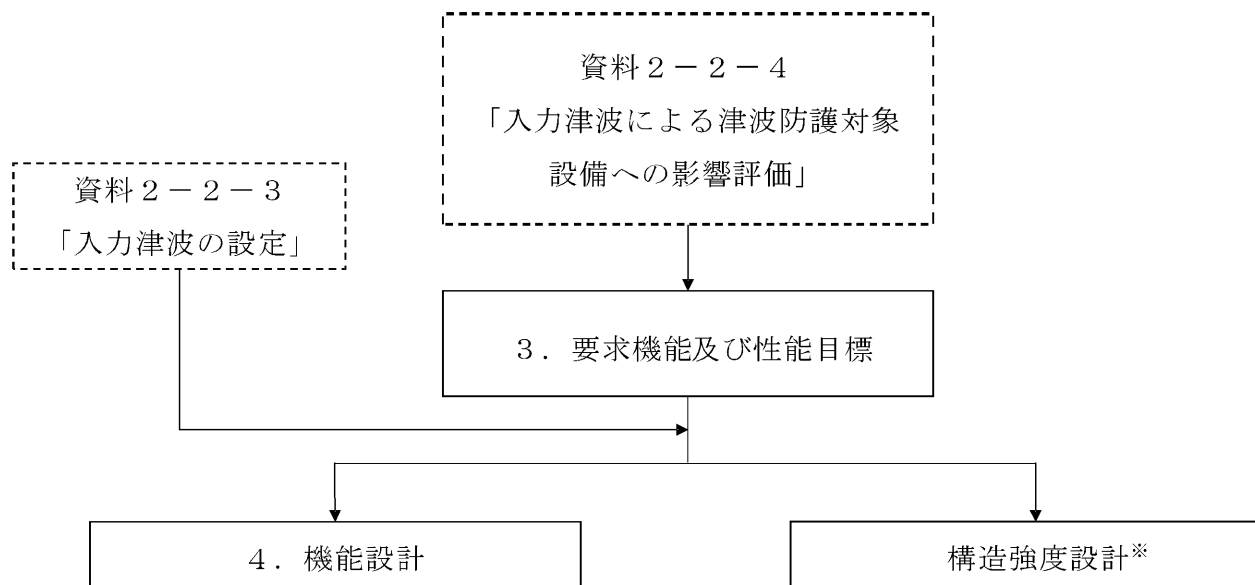 資料２－２－４
「入力津波による津波防護対象
設備への影響評価」
資料２－２－３
「入力津波の設定」
３．要求機能及び性能目標
４．機能設計
構造強度設計※